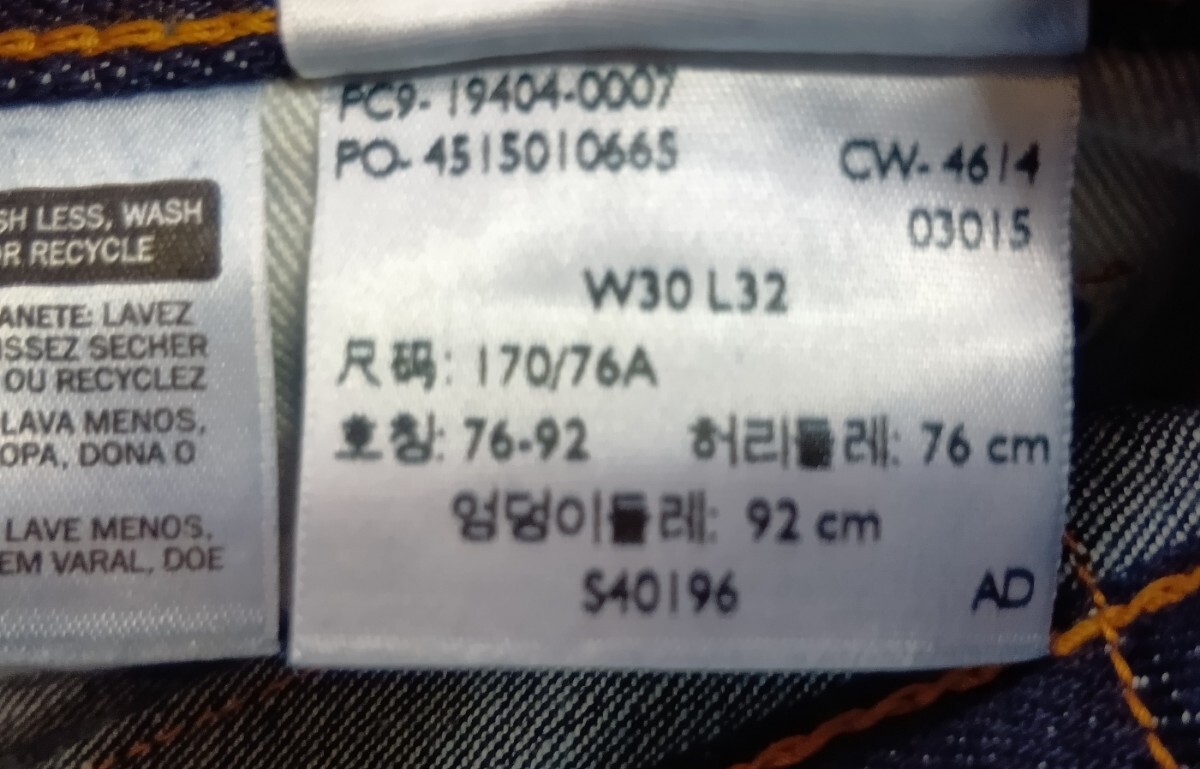 SH LESS, WASH
OR RECYCLE
ANETE: LAVEZ
ISSEZ SECHER
OU RECYCLEZ
LAVA MENOS,
OPA, DONA O
LAVE MENOS,
EM VARAL, DOE
PC9-19404-0007
PO-4515010665 CW-4614
03015
W30 L32
尺码: 170/76A
호칭: 76-92 허리둘레: 76 cm
엉덩이둘레: 92 cm
S40196 AD